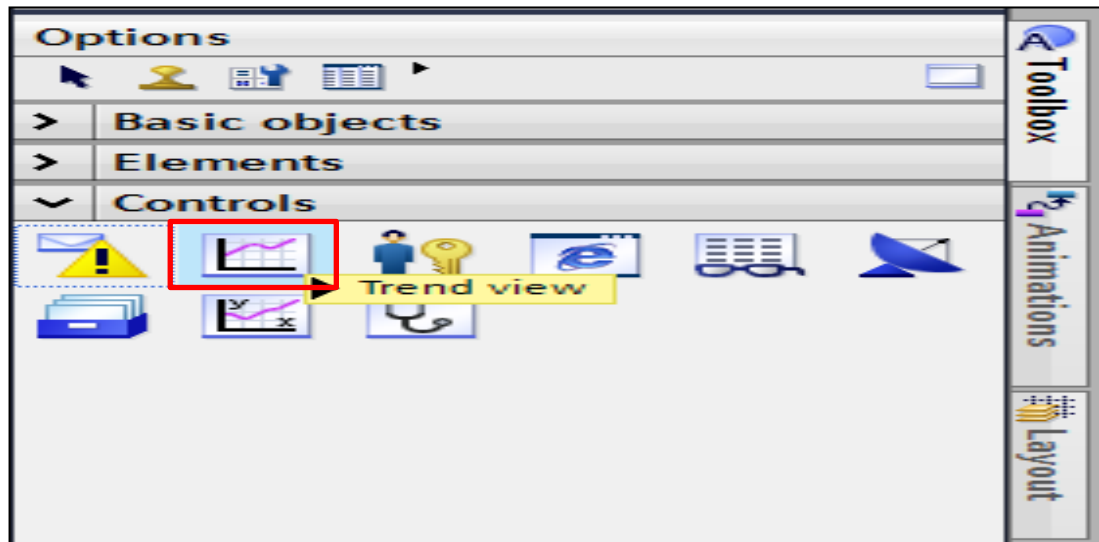 Options
Basic objects
Elements
Controls
Trend view
y
x
Toolbox
Animations
Layout